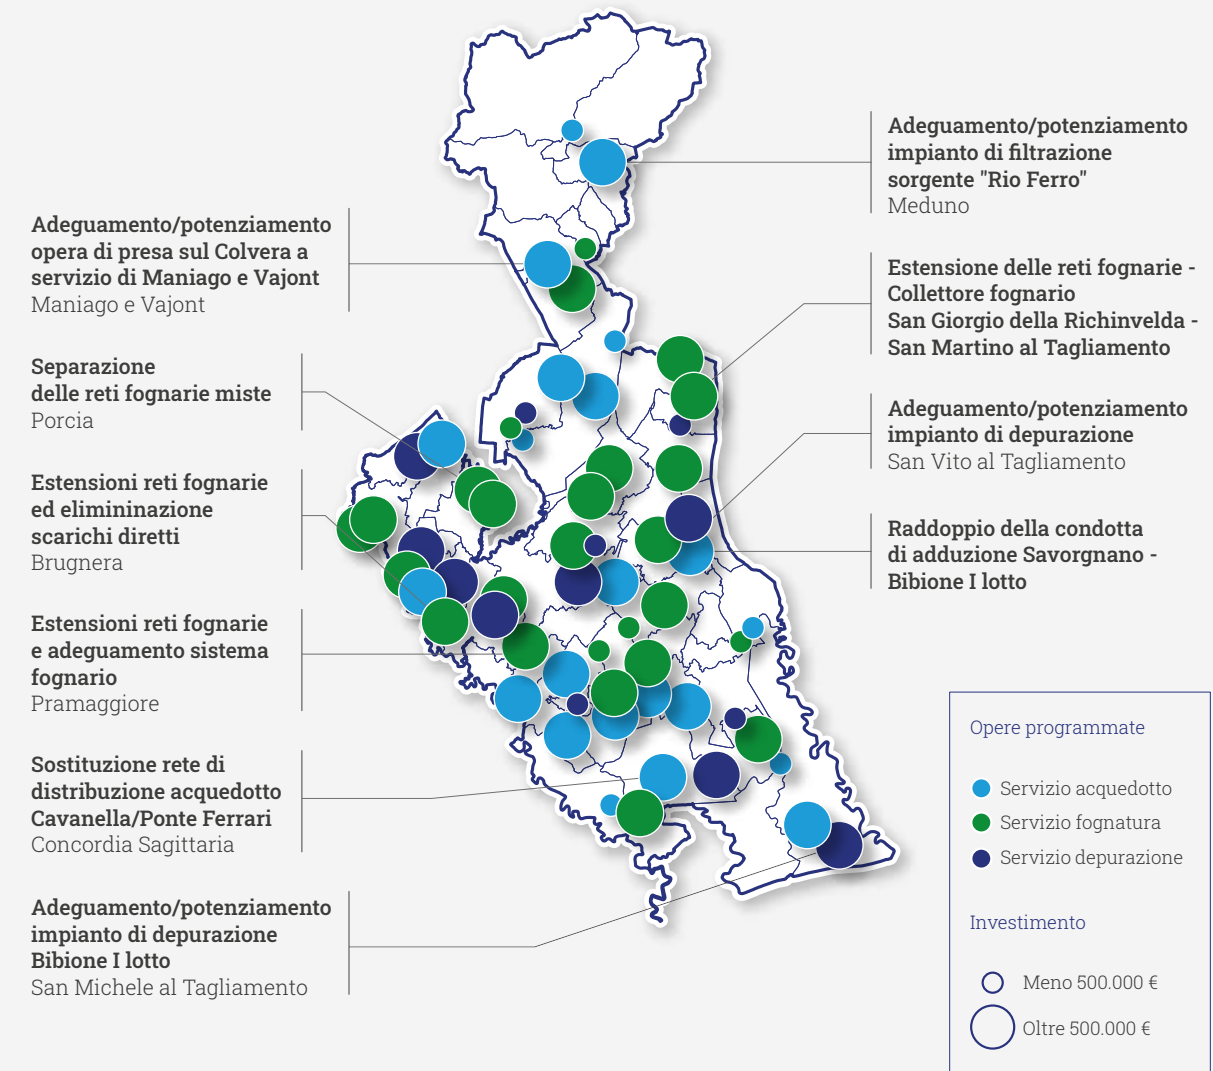 Adeguamento/potenziamento
opera di presa sul Colvera a
servizio di Maniago e Vajont
Maniago e Vajont
Separazione
delle reti fognarie miste
Porcia
Estensioni reti fognarie
ed elimininazione
scarichi diretti
Brugnera
Estensioni reti fognarie
e adeguamento sistema
fognario
Pramaggiore
Sostituzione rete di
distribuzione acquedotto
Cavanella/Ponte Ferrari
Concordia Sagittaria
Adeguamento/potenziamento
impianto di depurazione
Bibione I lotto
San Michele al Tagliamento
Adeguamento/potenziamento
impianto di filtrazione
sorgente "Rio Ferro"
Meduno
Estensione delle reti fognarie -
Collettore fognario
San Giorgio della Richinvelda -
San Martino al Tagliamento
Adeguamento/potenziamento
impianto di depurazione
San Vito al Tagliamento
Raddoppio della condotta
di adduzione Savorgnano -
Bibione I lotto
Opere programmate
Servizio acquedotto
Servizio fognatura
Servizio depurazione
Investimento
Meno 500.000 €
Oltre 500.000 €